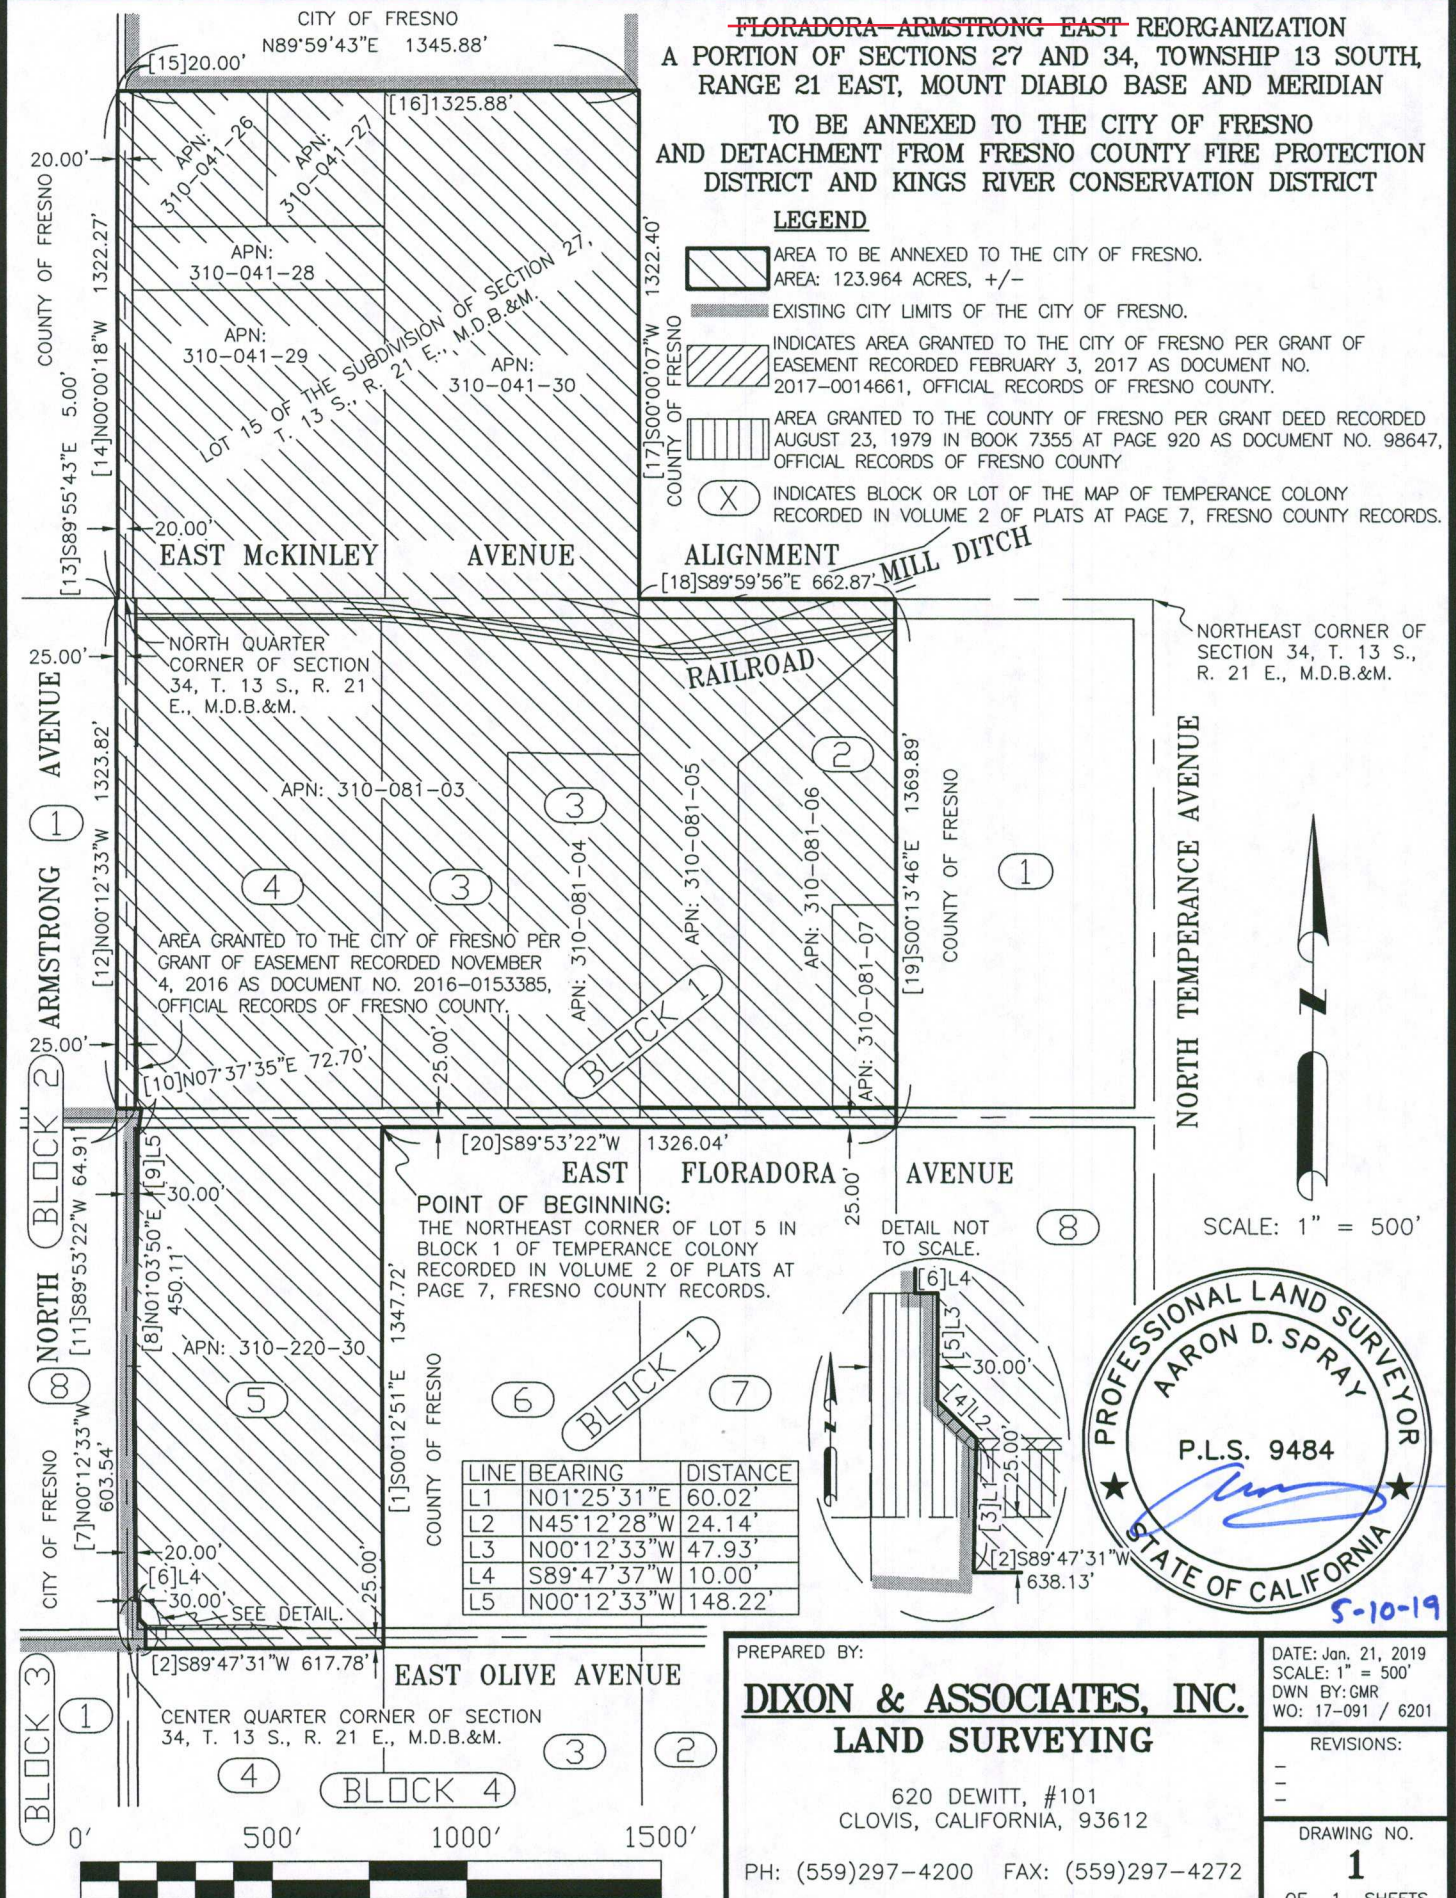 CITY OF FRESNO
N89°59'43"E 1345.88'
[15]20.00'
[16]1325.88'
FLORADORA-ARMSTRONG EAST REORGANIZATION
A PORTION OF SECTIONS 27 AND 34, TOWNSHIP 13 SOUTH,
RANGE 21 EAST, MOUNT DIABLO BASE AND MERIDIAN
TO BE ANNEXED TO THE CITY OF FRESNO
AND DETACHMENT FROM FRESNO COUNTY FIRE PROTECTION
DISTRICT AND KINGS RIVER CONSERVATION DISTRICT
LEGEND
AREA TO BE ANNEXED TO THE CITY OF FRESNO.
AREA: 123.964 ACRES, +/-
EXISTING CITY LIMITS OF THE CITY OF FRESNO.
INDICATES AREA GRANTED TO THE CITY OF FRESNO PER GRANT OF
EASEMENT RECORDED FEBRUARY 3, 2017 AS DOCUMENT NO.
2017-0014661, OFFICIAL RECORDS OF FRESNO COUNTY.
AREA GRANTED TO THE COUNTY OF FRESNO PER GRANT DEED RECORDED
AUGUST 23, 1979 IN BOOK 7355 AT PAGE 920 AS DOCUMENT NO. 98647,
OFFICIAL RECORDS OF FRESNO COUNTY
X
INDICATES BLOCK OR LOT OF THE MAP OF TEMPERANCE COLONY
RECORDED IN VOLUME 2 OF PLATS AT PAGE 7, FRESNO COUNTY RECORDS.
20.00'
COUNTY OF FRESNO
[14]N00°00'18"W 1322.27'
[13]S89°55'43"E 5.00'
APN:
310-041-26
APN:
310-041-27
APN:
310-041-28
APN:
310-041-29
APN:
310-041-30
LOT 15 OF THE SUBDIVISION OF SECTION 27,
T. 13 S., R. 21 E., M.D.B.&M.
[17]S00°00'07"W 1322.40'
COUNTY OF FRESNO
20.00'
EAST McKINLEY AVENUE ALIGNMENT
[18]S89°59'56"E 662.87'
MILL DITCH
RAILROAD
NORTH QUARTER
CORNER OF SECTION
34, T. 13 S., R. 21
E., M.D.B.&M.
NORTHEAST CORNER OF
SECTION 34, T. 13 S.,
R. 21 E., M.D.B.&M.
25.00'
NORTH ARMSTRONG AVENUE
1
[12]N00°12'33"W 1323.82'
APN: 310-081-03
4
3
3
APN: 310-081-04
APN: 310-081-05
2
APN: 310-081-06
APN: 310-081-07
[19]S00°13'46"E 1369.89'
COUNTY OF FRESNO
1
NORTH TEMPERANCE AVENUE
N
AREA GRANTED TO THE CITY OF FRESNO PER
GRANT OF EASEMENT RECORDED NOVEMBER
4, 2016 AS DOCUMENT NO. 2016-0153385,
OFFICIAL RECORDS OF FRESNO COUNTY.
25.00'
[10]N07°37'35"E 72.70'
25.00'
BLOCK 1
BLOCK 2
[20]S89°53'22"W 1326.04'
EAST FLORADORA AVENUE
25.00'
[11]S89°53'22"W 64.91'
[9]L5
30.00'
[8]N01°03'50"E
450.11'
POINT OF BEGINNING:
THE NORTHEAST CORNER OF LOT 5 IN
BLOCK 1 OF TEMPERANCE COLONY
RECORDED IN VOLUME 2 OF PLATS AT
PAGE 7, FRESNO COUNTY RECORDS.
DETAIL NOT
TO SCALE.
8
SCALE: 1" = 500'
APN: 310-220-30
5
8
CITY OF FRESNO
[7]N00°12'33"W
603.54'
[1]S00°12'51"E 1347.72'
COUNTY OF FRESNO
6
BLOCK 1
7
[6]L4
[5]L3
30.00'
[4]L2
25.00'
[3]L1
N
[2]S89°47'31"W
638.13'
LINE BEARING DISTANCE
L1 N01°25'31"E 60.02'
L2 N45°12'28"W 24.14'
L3 N00°12'33"W 47.93'
L4 S89°47'37"W 10.00'
L5 N00°12'33"W 148.22'
PROFESSIONAL LAND SURVEYOR
AARON D. SPRAY
P.L.S. 9484
STATE OF CALIFORNIA
5-10-19
20.00'
[6]L4
30.00'
SEE DETAIL.
25.00'
[2]S89°47'31"W 617.78'
EAST OLIVE AVENUE
BLOCK 3
1
CENTER QUARTER CORNER OF SECTION
34, T. 13 S., R. 21 E., M.D.B.&M.
4
BLOCK 4
3
2
0' 500' 1000' 1500'
PREPARED BY:
DIXON & ASSOCIATES, INC.
LAND SURVEYING
620 DEWITT, #101
CLOVIS, CALIFORNIA, 93612
PH: (559)297-4200 FAX: (559)297-4272
DATE: Jan. 21, 2019
SCALE: 1" = 500'
DWN BY: GMR
WO: 17-091 / 6201
REVISIONS:
-
-
-
DRAWING NO.
1
OF 1 SHEETS